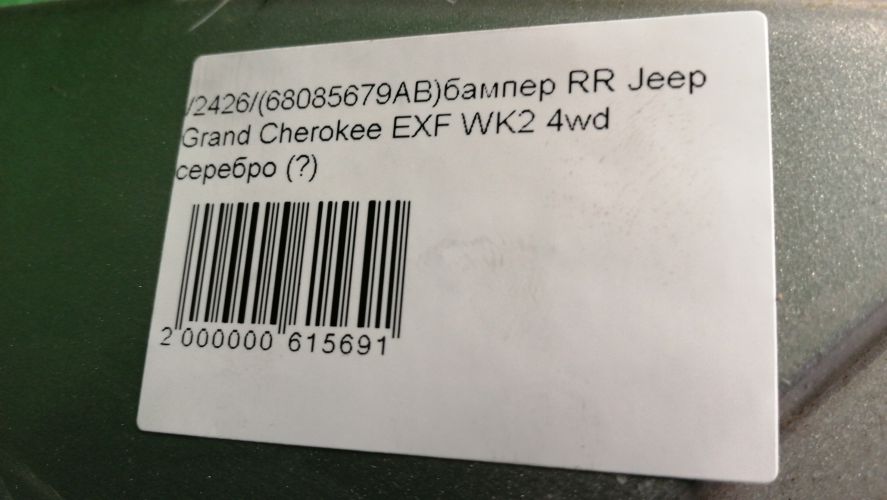 /2426/(68085679AB)бампер RR Jeep
Grand Cherokee EXF WK2 4wd
серебро (?)
2 000000 615691